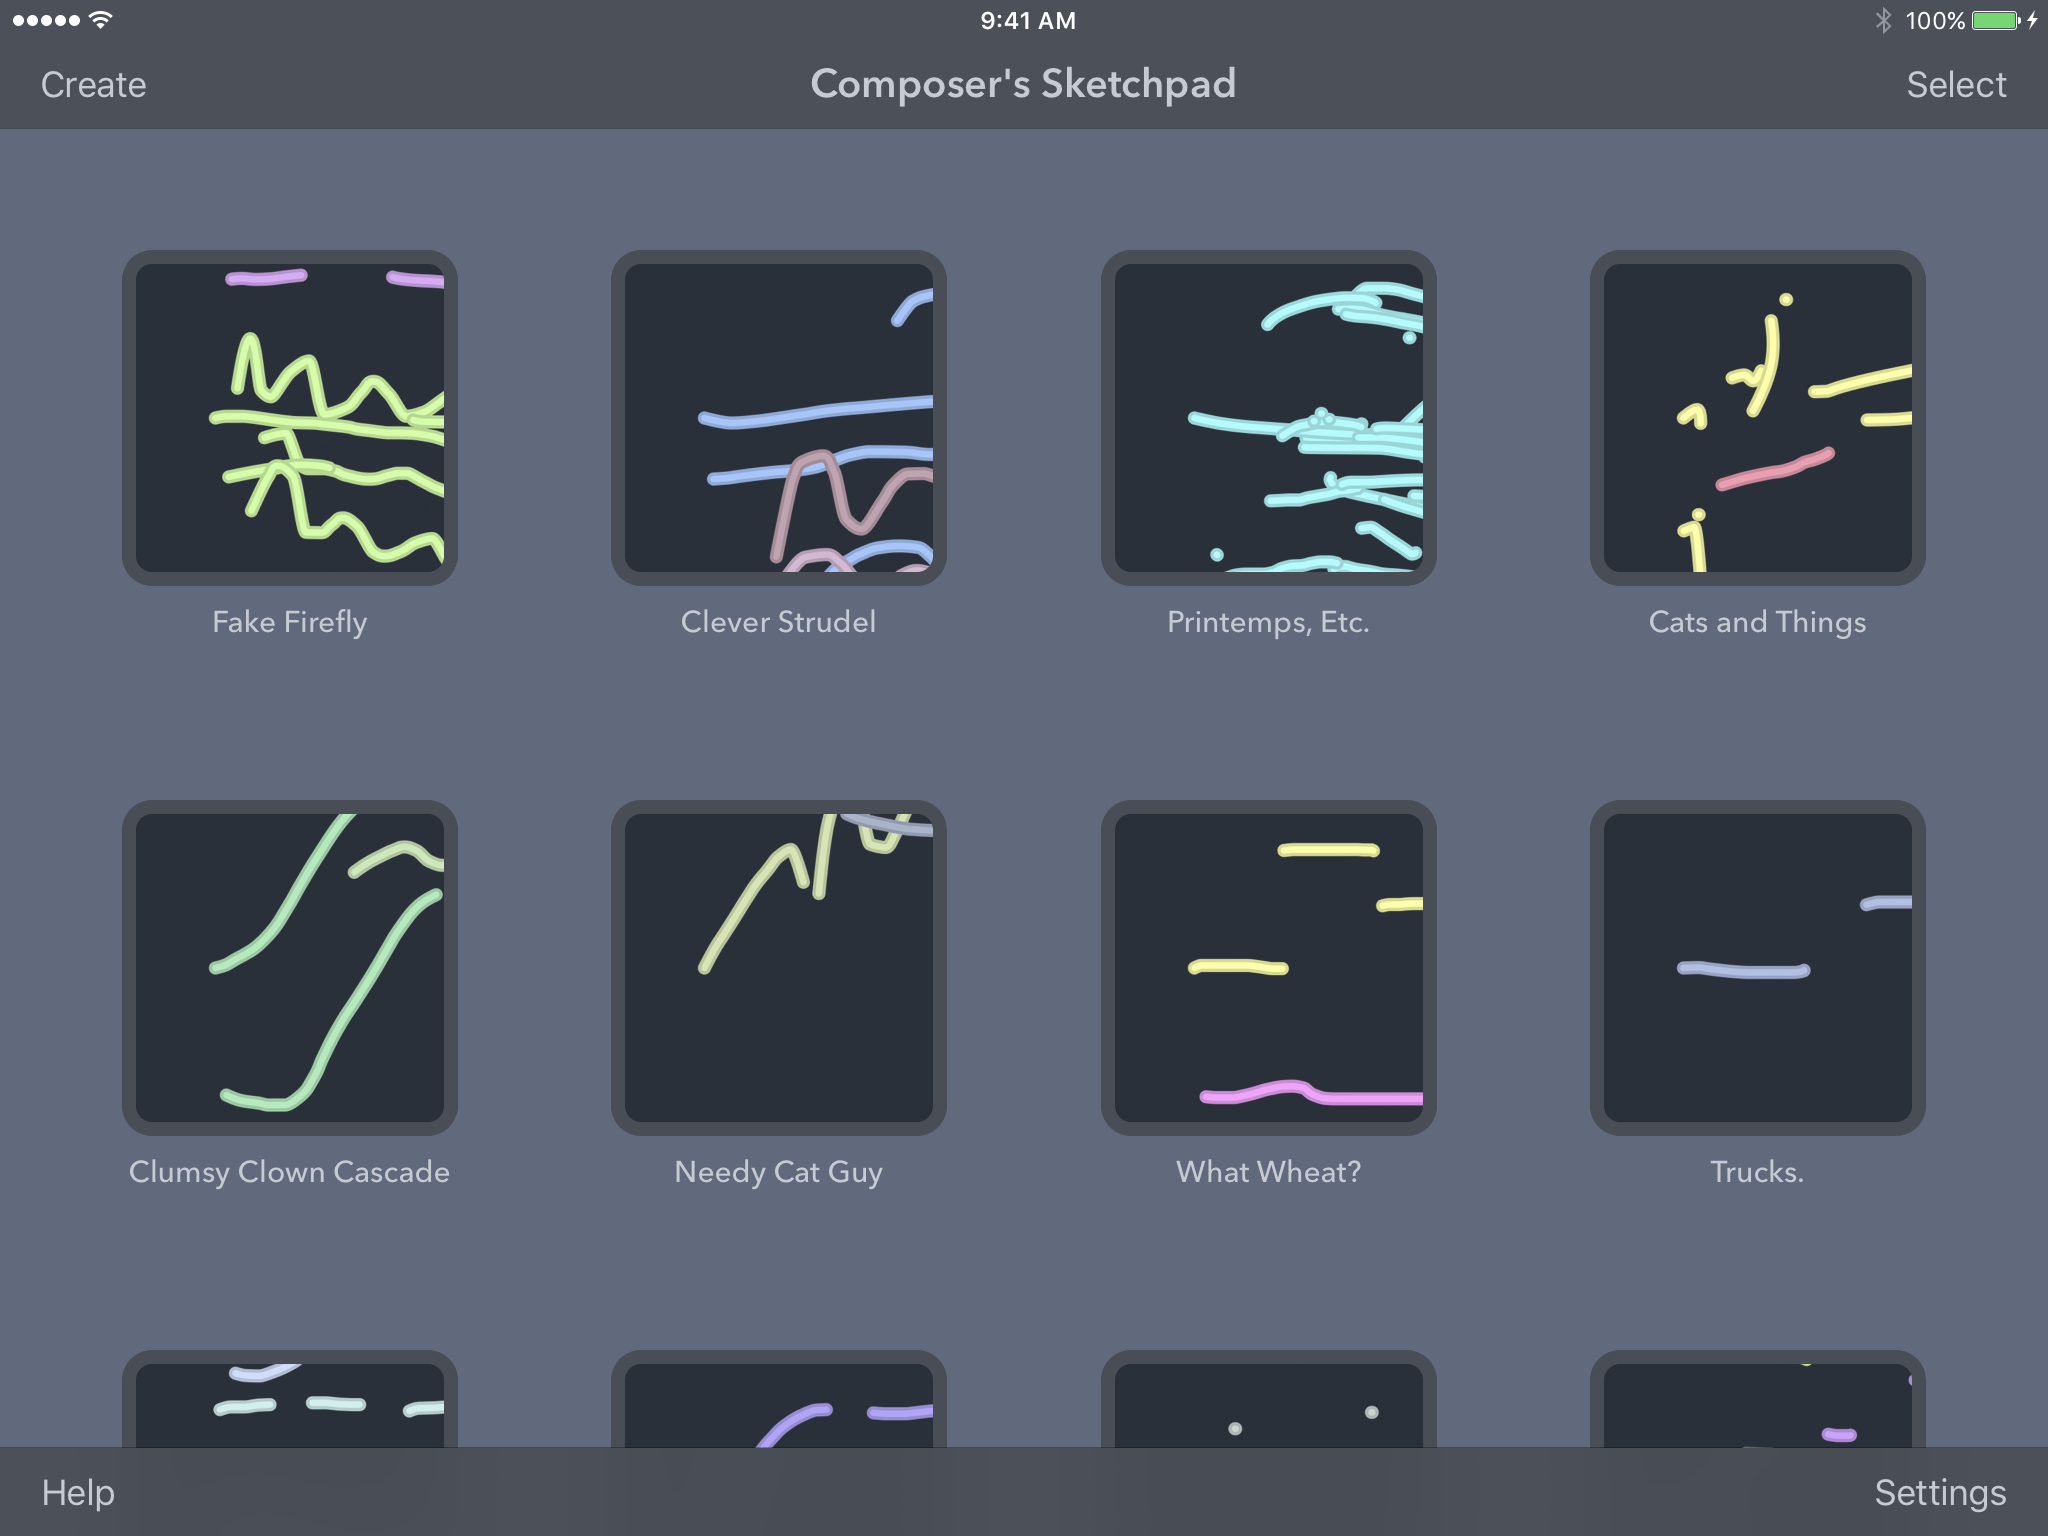 9:41 AM
100%
Create
Composer's Sketchpad
Select
Fake Firefly
Clever Strudel
Printemps, Etc.
Cats and Things
Clumsy Clown Cascade
Needy Cat Guy
What Wheat?
Trucks.
Help
Settings